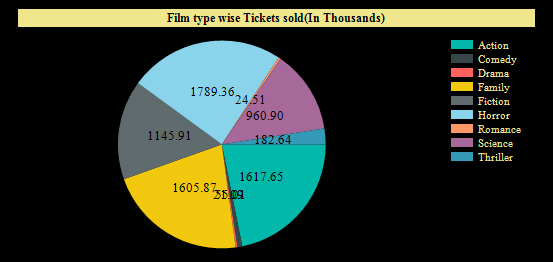 Film type wise Tickets sold(In Thousands)
1789.36
24.51
960.90
1145.91
182.64
1617.65
1605.87
Action
Comedy
Drama
Family
Fiction
Horror
Romance
Science
Thriller